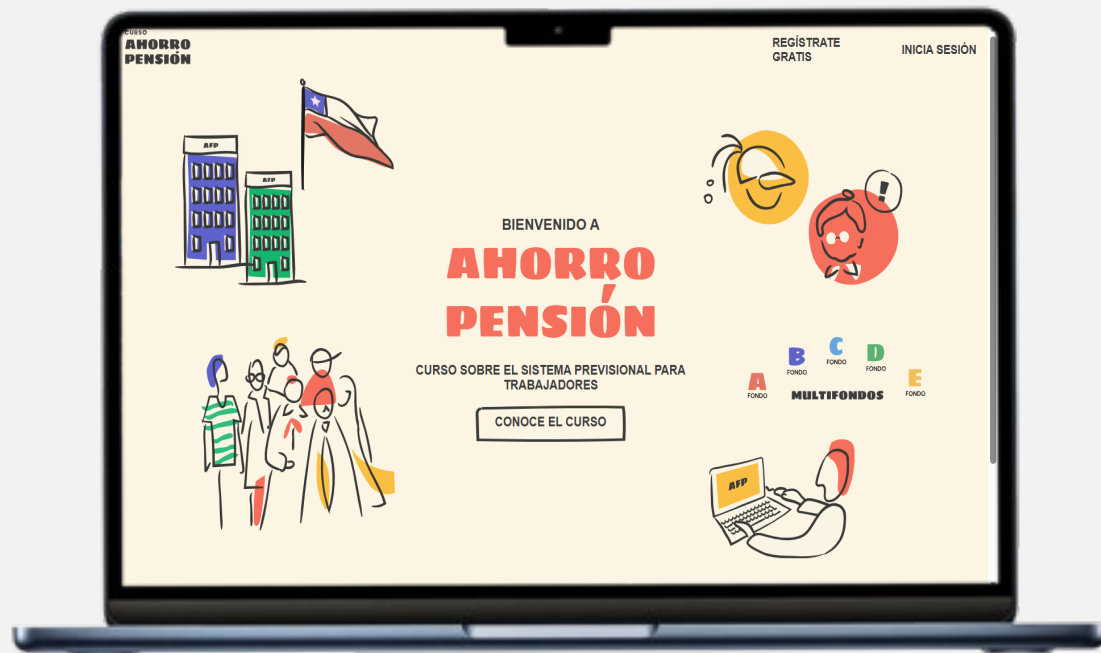 CURSO
AHORRO
PENSIÓN
REGÍSTRATE
GRATIS
INICIA SESIÓN
AFP
AFP
BIENVENIDO A
AHORRO
PENSIÓN
CURSO SOBRE EL SISTEMA PREVISIONAL PARA
TRABAJADORES
CONOCE EL CURSO
!
A
FONDO
B
FONDO
C
FONDO
D
FONDO
E
FONDO
MULTIFONDOS
AFP